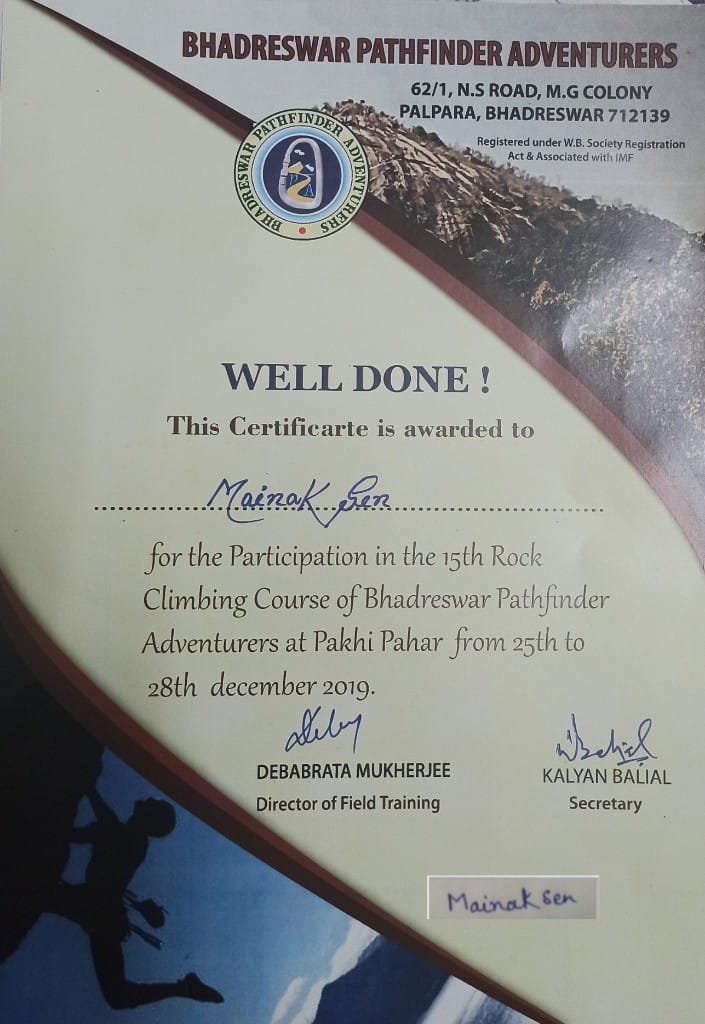 BHADRESWAR PATHFINDER ADVENTURERS
62/1, N.S ROAD, M.G COLONY
PALPARA, BHADRESWAR 712139
Registered under W.B. Society Registration
Act & Associated with IMF
BHADRESWAR PATHFINDER ADVENTURERS
WELL DONE !
This Certificarte is awarded to
Mainak Sen
for the Participation in the 15th Rock
Climbing Course of Bhadreswar Pathfinder
Adventurers at Pakhi Pahar from 25th to
28th december 2019.
DEBABRATA MUKHERJEE
Director of Field Training
KALYAN BALIAL
Secretary
Mainak Sen